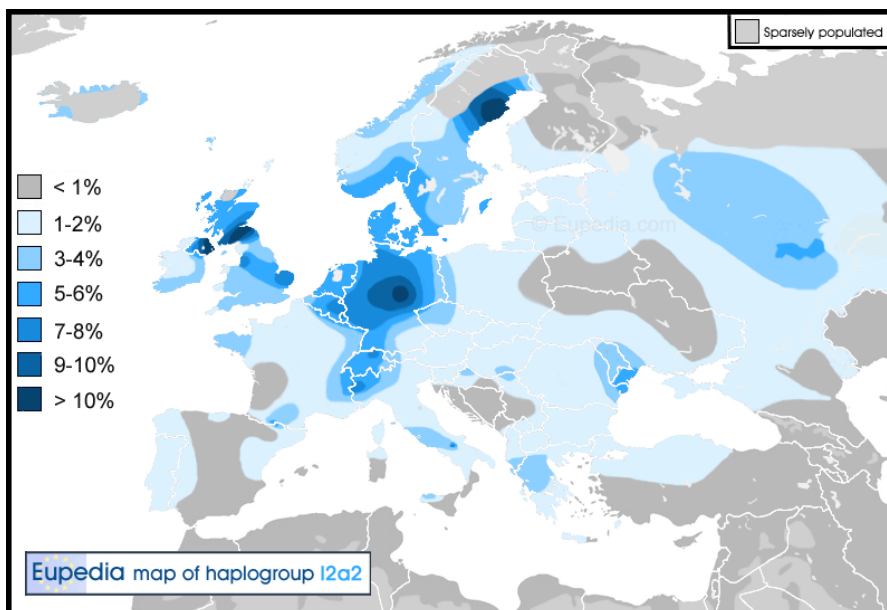 Sparsely populated
< 1%
1-2%
3-4%
5-6%
7-8%
9-10%
> 10%
© Eupedia.com
Eupedia map of haplogroup I2a2